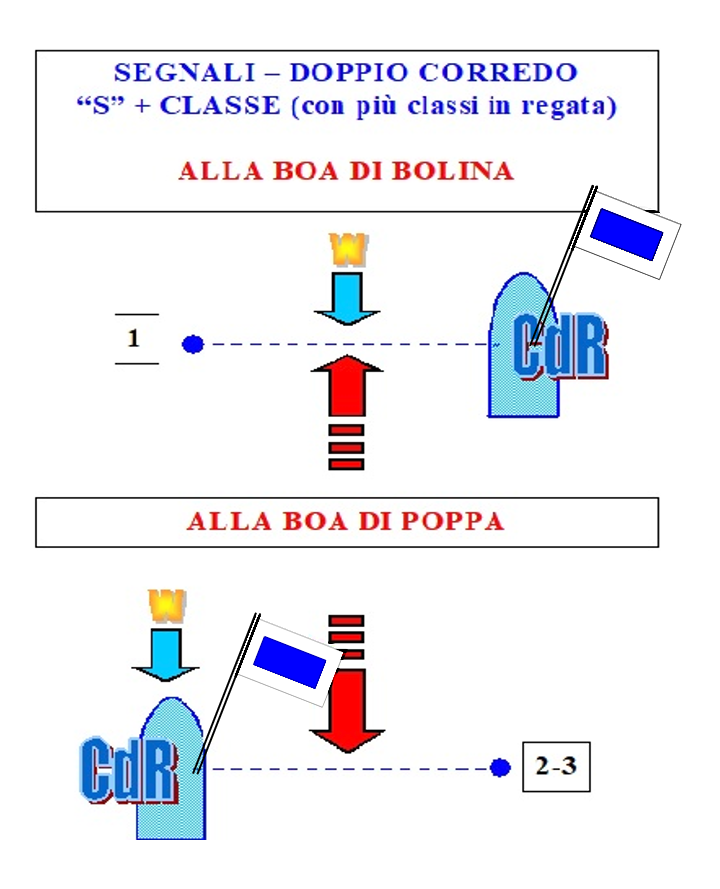 SEGNALI – DOPPIO CORREDO
“S” + CLASSE (con più classi in regata)
ALLA BOA DI BOLINA
W
1
CdR
ALLA BOA DI POPPA
W
CdR
2-3